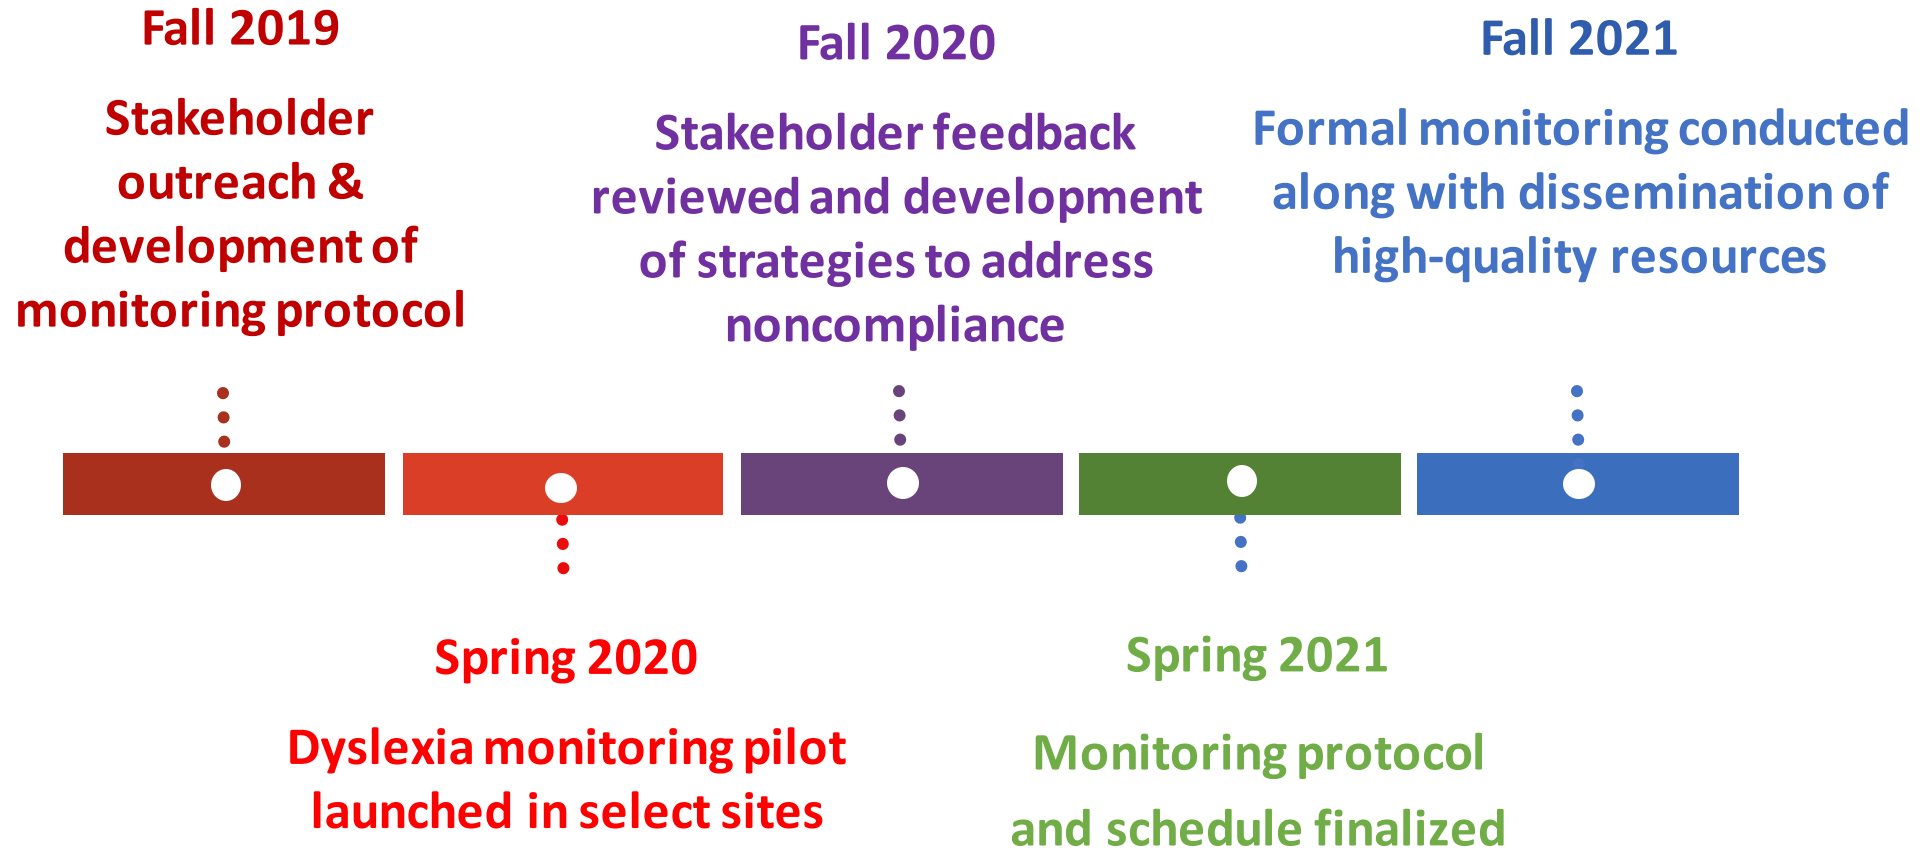 Fall 2019
Stakeholder
outreach &
development of
monitoring protocol
Spring 2020
Dyslexia monitoring pilot
launched in select sites
Fall 2020
Stakeholder feedback
reviewed and development
of strategies to address
noncompliance
Spring 2021
Monitoring protocol
and schedule finalized
Fall 2021
Formal monitoring conducted
along with dissemination of
high-quality resources